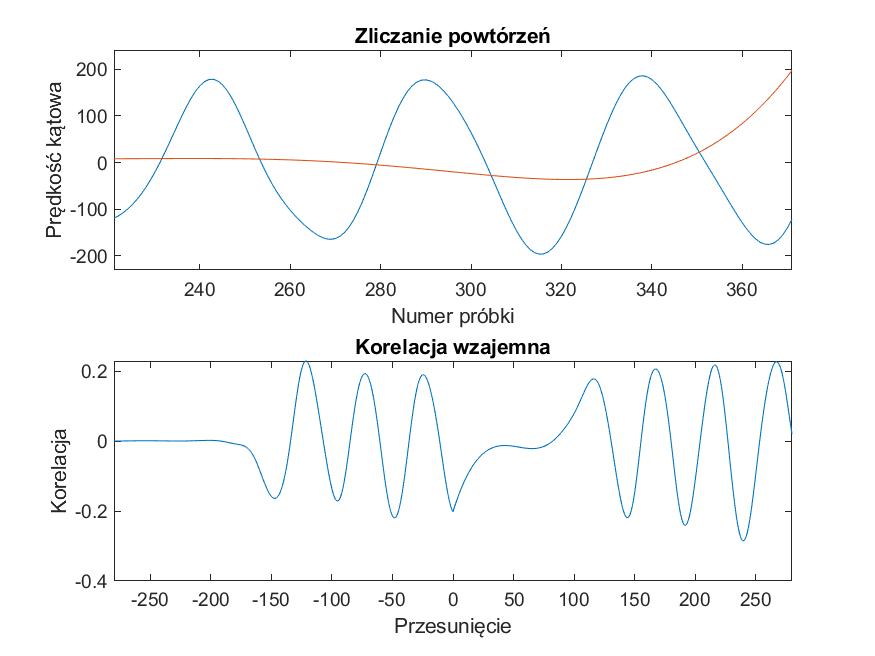 Zliczanie powtórzeń
Prędkość kątowa
200
100
0
-100
-200
240 260 280 300 320 340 360
Numer próbki
Korelacja wzajemna
Korelacja
0.2
0
-0.2
-0.4
-250 -200 -150 -100 -50 0 50 100 150 200 250
Przesunięcie